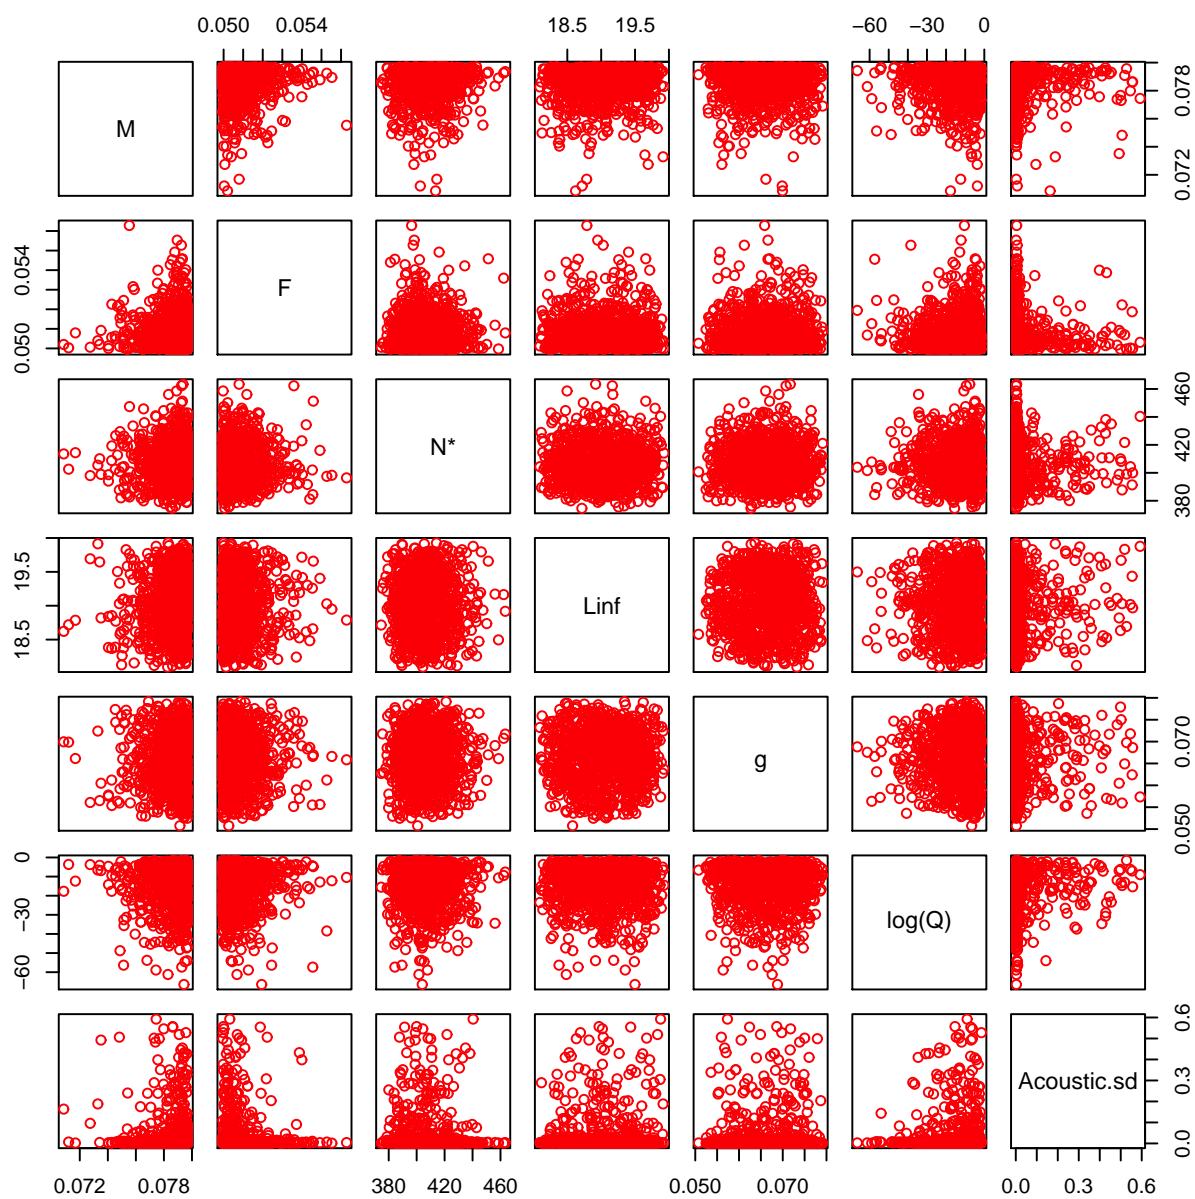 0.050 0.054 18.5 19.5 −60 −30 0
M 0.072 0.078
0.050 0.054 F
N* 380 420 460
18.5 19.5 Linf
g 0.050 0.070
−60 −30 0 log(Q)
Acoustic.sd 0.0 0.3 0.6
0.072 0.078 380 420 460 0.050 0.070 0.0 0.3 0.6